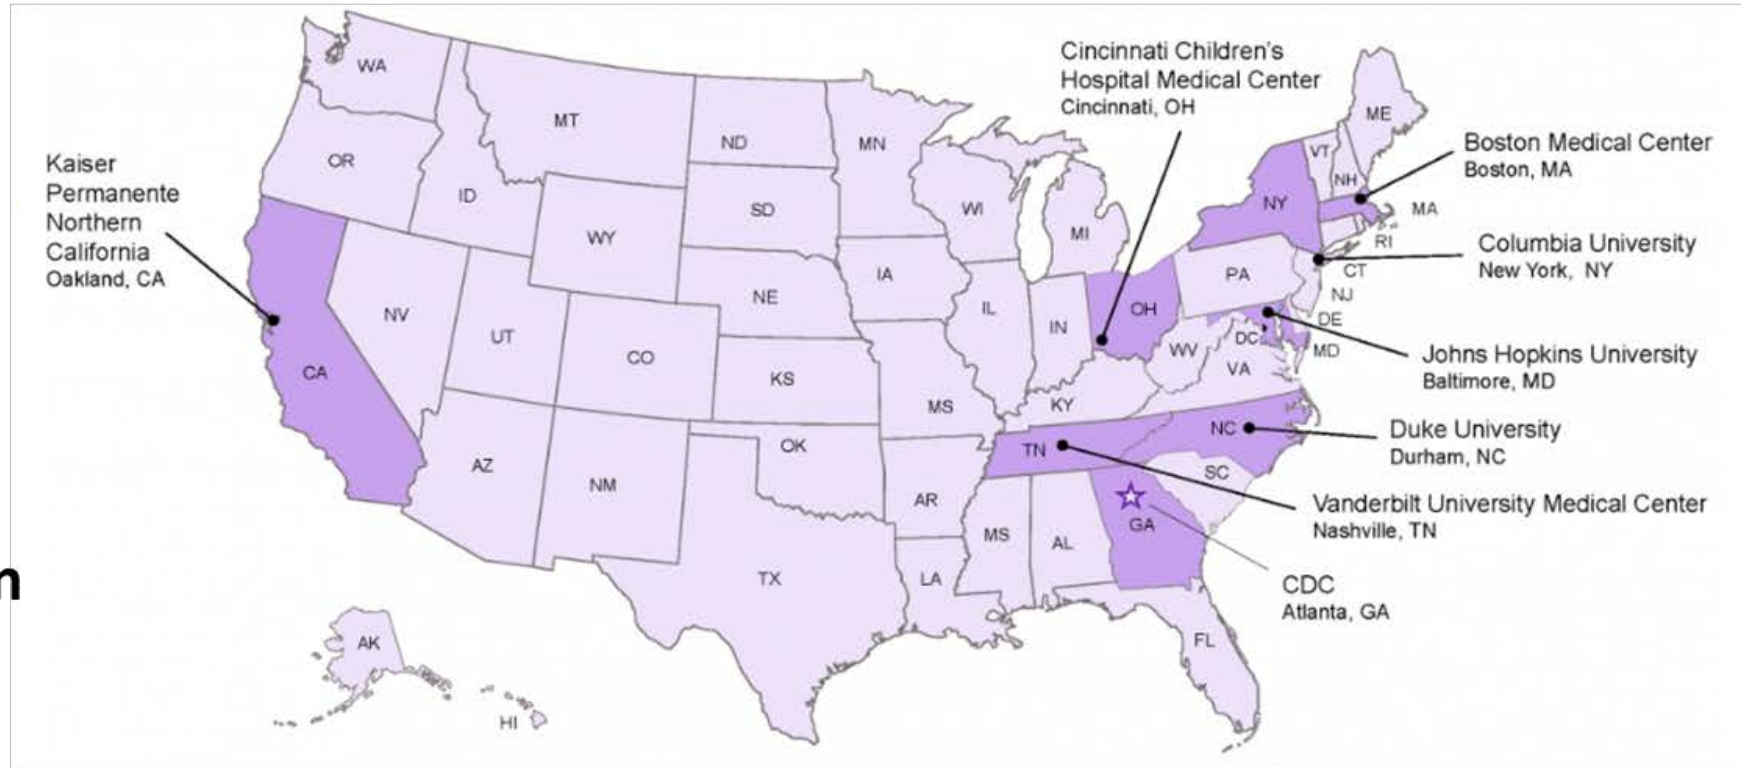 Cincinnati Children's
Hospital Medical Center
Cincinnati, OH
Boston Medical Center
Boston, MA
Columbia University
New York, NY
Johns Hopkins University
Baltimore, MD
Duke University
Durham, NC
Vanderbilt University Medical Center
Nashville, TN
CDC
Atlanta, GA
Kaiser
Permanente
Northern
California
Oakland, CA
WA
OR
CA
ID
NV
MT
WY
UT
AZ
CO
NM
ND
SD
NE
KS
OK
TX
MN
IA
MS
AR
LA
WI
IL
MI
IN
OH
KY
TN
MS
AL
GA
FL
SC
NC
VA
WV
DC
MD
DE
NJ
PA
NY
CT
RI
MA
VT
NH
ME
AK
HI